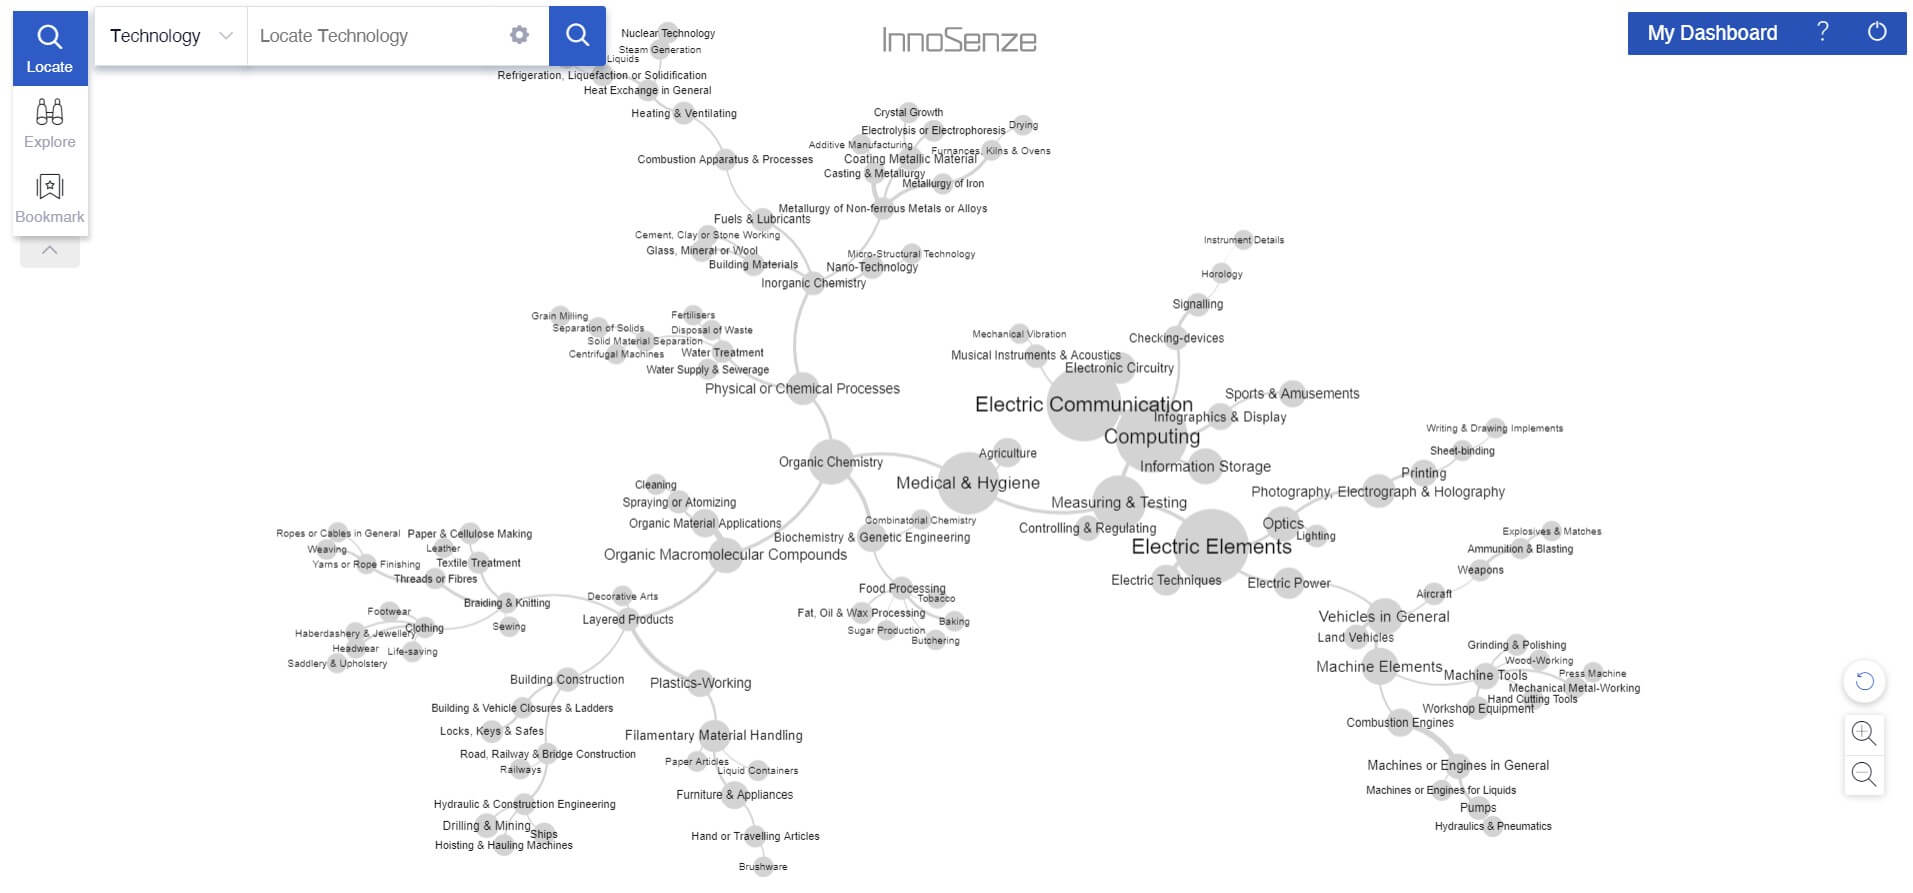 Locate
Explore
Bookmark
Technology
Locate Technology
InnoSenze
My Dashboard
?
Nuclear Technology
Steam Generation
Liquids
Refrigeration, Liquefaction or Solidification
Heat Exchange in General
Heating & Ventilating
Combustion Apparatus & Processes
Crystal Growth
Electrolysis or Electrophoresis
Drying
Additive Manufacturing
Furnances, Kilns & Ovens
Coating Metallic Material
Casting & Metallurgy
Metallurgy of Iron
Metallurgy of Non-ferrous Metals or Alloys
Fuels & Lubricants
Cement, Clay or Stone Working
Glass, Mineral or Wool
Building Materials
Micro-Structural Technology
Nano-Technology
Inorganic Chemistry
Instrument Details
Horology
Signalling
Checking-devices
Grain Milling
Separation of Solids
Solid Material Separation
Centrifugal Machines
Fertilisers
Disposal of Waste
Water Treatment
Water Supply & Sewerage
Physical or Chemical Processes
Mechanical Vibration
Musical Instruments & Acoustics
Electronic Circuitry
Electric Communication
Sports & Amusements
Infographics & Display
Computing
Information Storage
Writing & Drawing Implements
Sheet-binding
Printing
Photography, Electrograph & Holography
Organic Chemistry
Agriculture
Medical & Hygiene
Measuring & Testing
Controlling & Regulating
Optics
Lighting
Electric Elements
Electric Techniques
Electric Power
Cleaning
Spraying or Atomizing
Organic Material Applications
Organic Macromolecular Compounds
Combinatorial Chemistry
Biochemistry & Genetic Engineering
Food Processing
Tobacco
Fat, Oil & Wax Processing
Baking
Sugar Production
Butchering
Explosives & Matches
Ammunition & Blasting
Weapons
Aircraft
Vehicles in General
Land Vehicles
Machine Elements
Grinding & Polishing
Wood-Working
Press Machine
Machine Tools
Mechanical Metal-Working
Hand Cutting Tools
Workshop Equipment
Combustion Engines
Machines or Engines in General
Machines or Engines for Liquids
Pumps
Hydraulics & Pneumatics
Ropes or Cables in General
Paper & Cellulose Making
Weaving
Leather
Yarns or Rope Finishing
Textile Treatment
Threads or Fibres
Braiding & Knitting
Sewing
Footwear
Clothing
Haberdashery & Jewellery
Headwear
Life-saving
Saddlery & Upholstery
Decorative Arts
Layered Products
Building Construction
Plastics-Working
Building & Vehicle Closures & Ladders
Locks, Keys & Safes
Road, Railway & Bridge Construction
Railways
Hydraulic & Construction Engineering
Drilling & Mining
Ships
Hoisting & Hauling Machines
Filamentary Material Handling
Paper Articles
Liquid Containers
Furniture & Appliances
Hand or Travelling Articles
Brushware